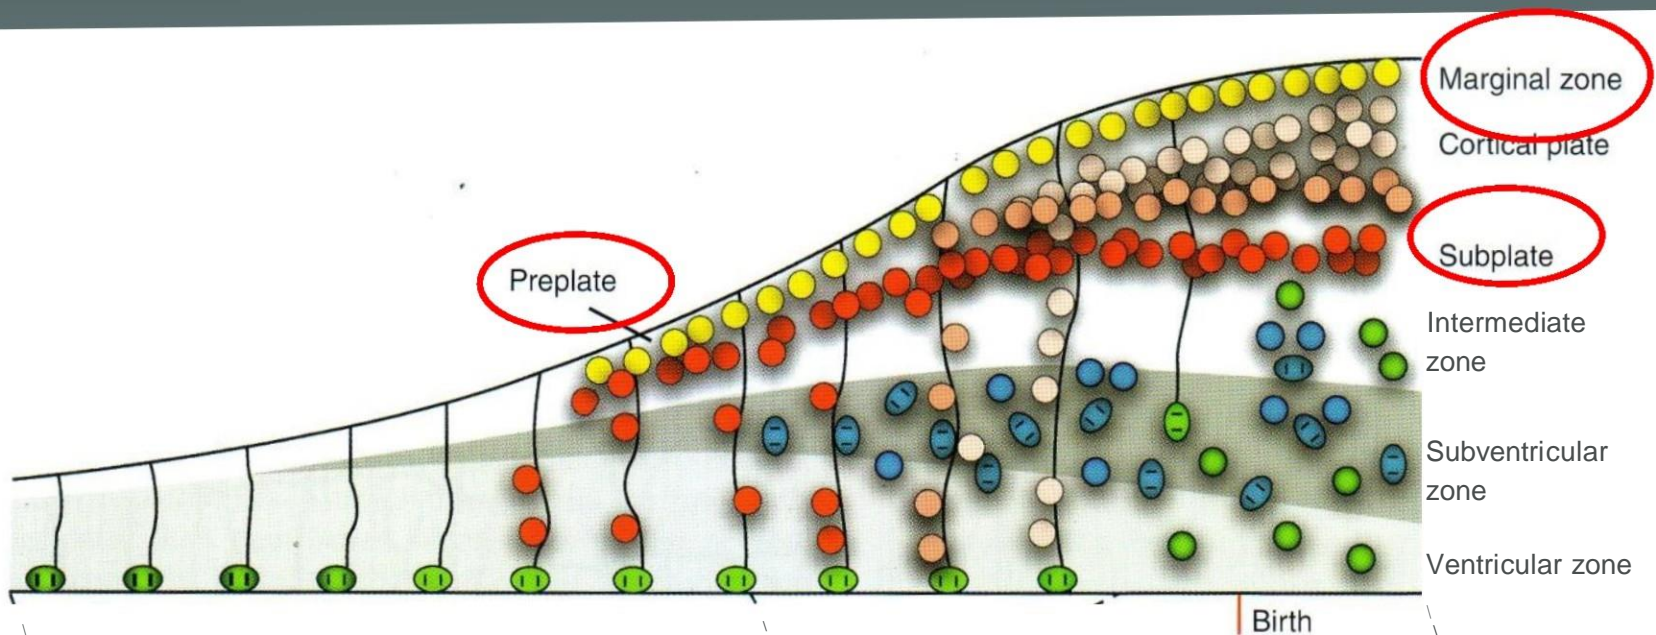 Marginal zone
Cortical plate
Preplate
Subplate
Intermediate
zone
Subventricular
zone
Ventricular zone
Birth